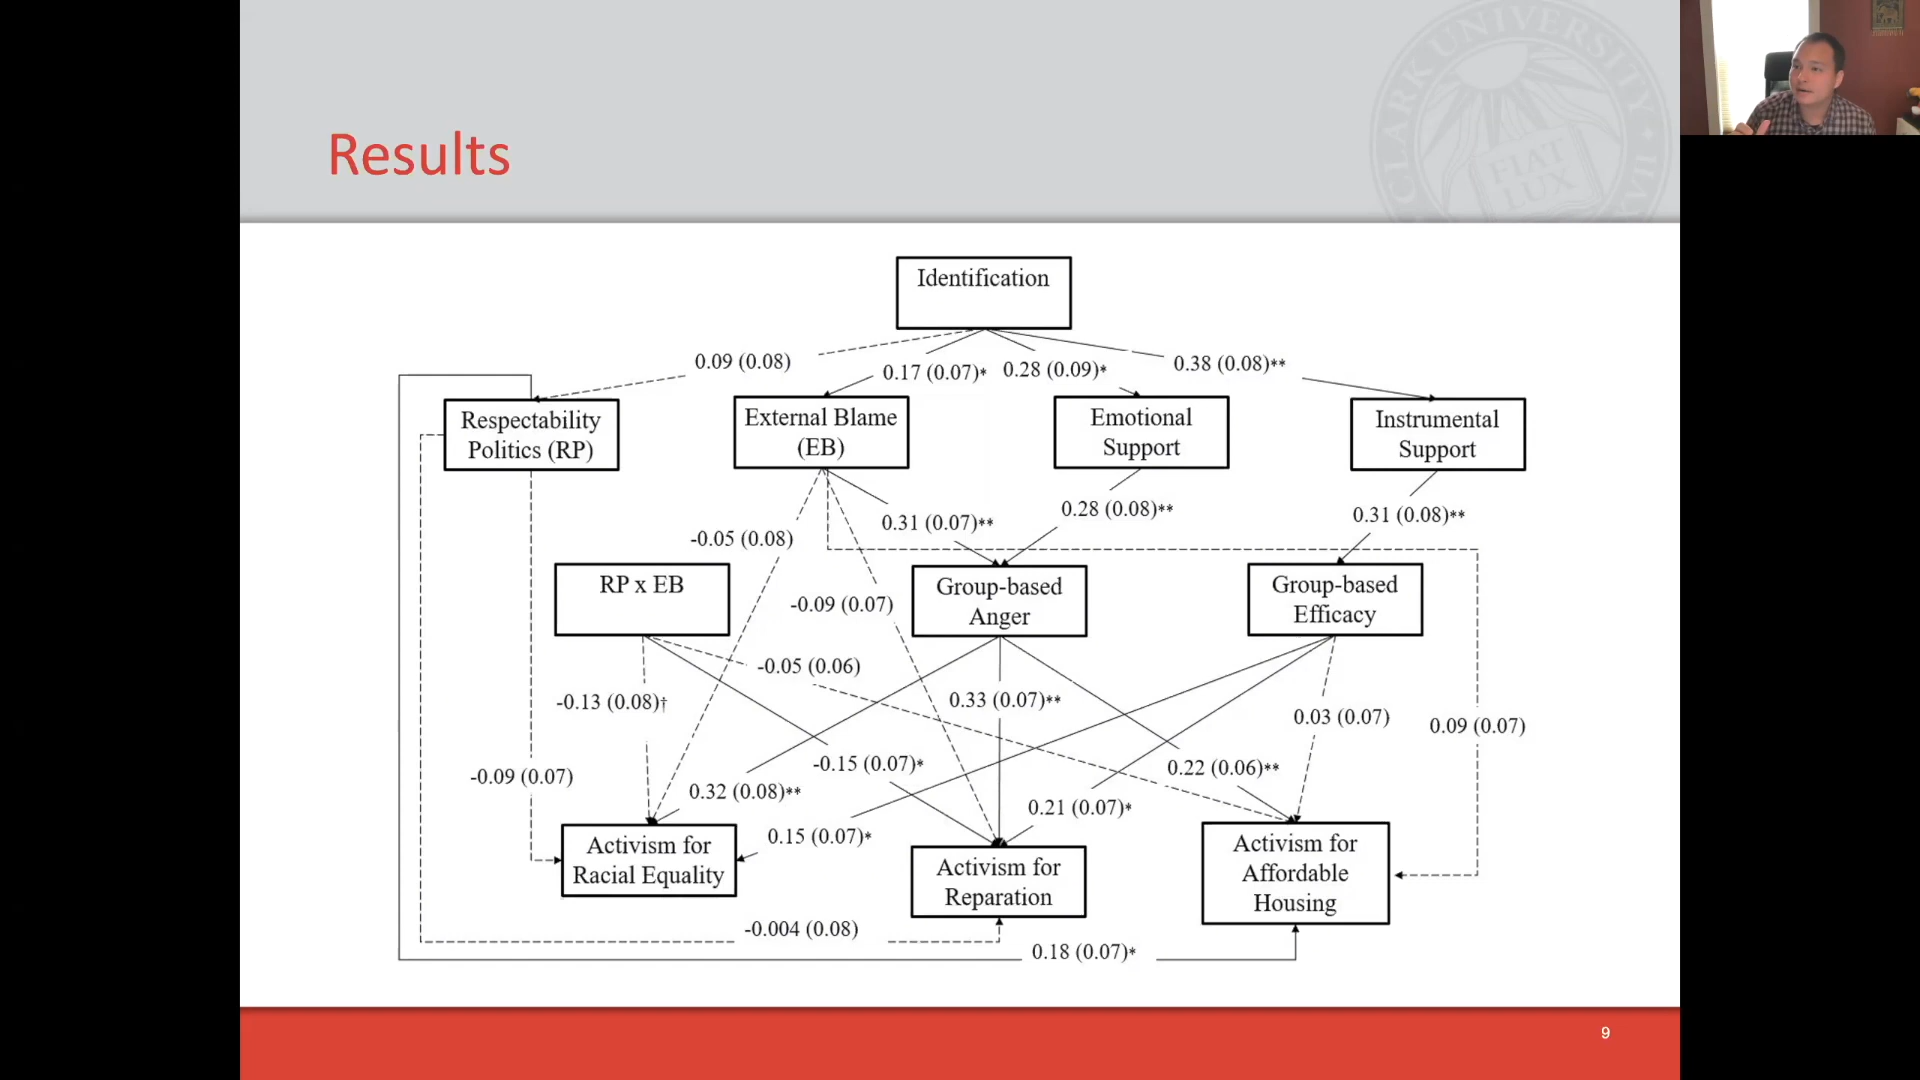 CLARK UNIVERSITY
FIAT
LUX
Results
Identification
0.09 (0.08)
0.17 (0.07)*
0.28 (0.09)*
0.38 (0.08)**
Respectability
Politics (RP)
External Blame
(EB)
Emotional
Support
Instrumental
Support
-0.05 (0.08)
0.31 (0.07)**
0.28 (0.08)**
0.31 (0.08)**
RP x EB
-0.09 (0.07)
Group-based
Anger
Group-based
Efficacy
-0.05 (0.06)
-0.13 (0.08)†
0.33 (0.07)**
0.03 (0.07)
0.09 (0.07)
-0.09 (0.07)
0.32 (0.08)**
-0.15 (0.07)*
0.22 (0.06)**
0.15 (0.07)*
0.21 (0.07)*
Activism for
Racial Equality
Activism for
Reparation
Activism for
Affordable
Housing
-0.004 (0.08)
0.18 (0.07)*
9